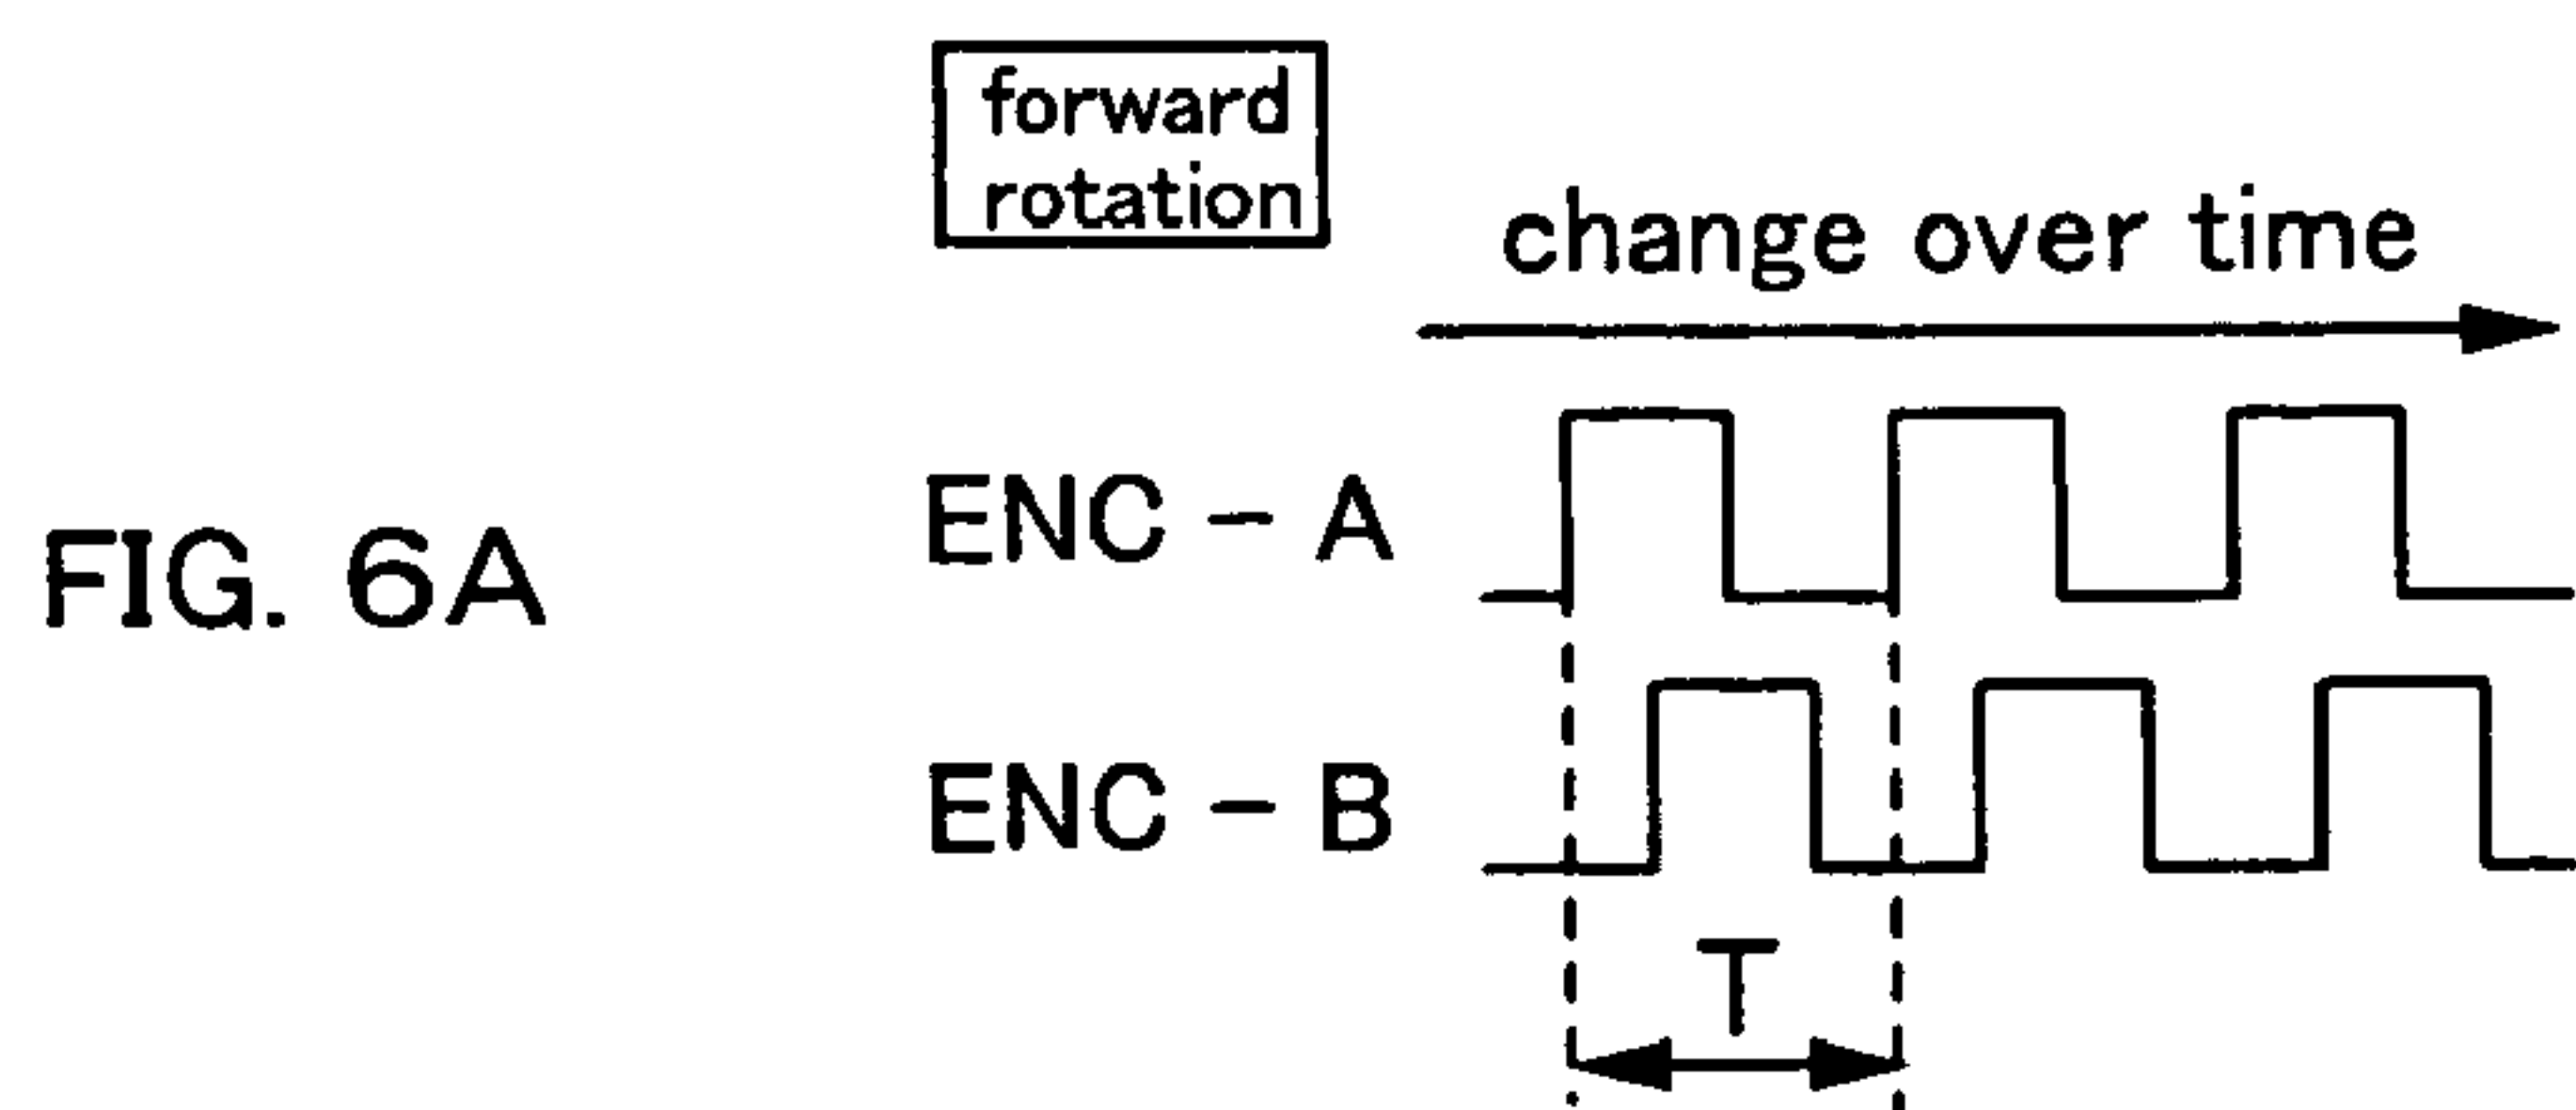 forward
rotation
change over time
FIG. 6A
ENC - A
ENC - B
T